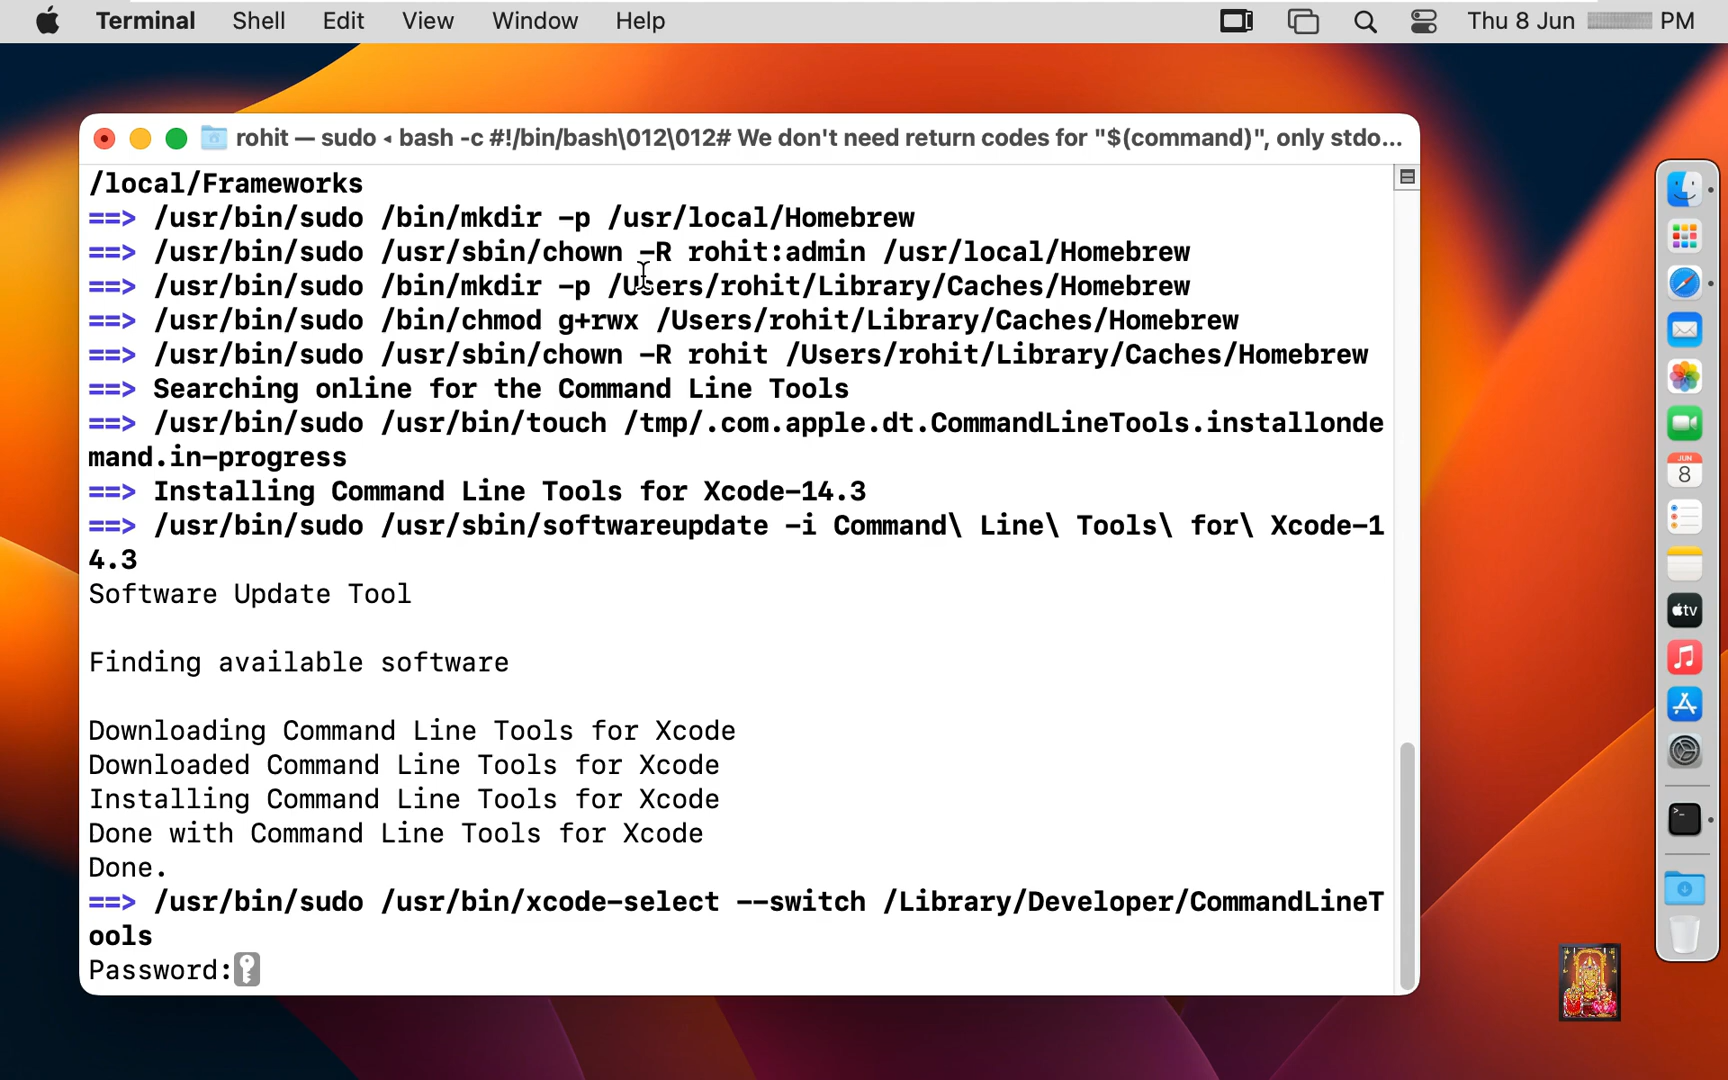 Terminal Shell Edit View Window Help Thu 8 Jun PM
rohit — sudo ◂ bash -c #!/bin/bash\012\012# We don't need return codes for "$(command)", only stdo...
/local/Frameworks
==> /usr/bin/sudo /bin/mkdir -p /usr/local/Homebrew
==> /usr/bin/sudo /usr/sbin/chown -R rohit:admin /usr/local/Homebrew
==> /usr/bin/sudo /bin/mkdir -p /Users/rohit/Library/Caches/Homebrew
==> /usr/bin/sudo /bin/chmod g+rwx /Users/rohit/Library/Caches/Homebrew
==> /usr/bin/sudo /usr/sbin/chown -R rohit /Users/rohit/Library/Caches/Homebrew
==> Searching online for the Command Line Tools
==> /usr/bin/sudo /usr/bin/touch /tmp/.com.apple.dt.CommandLineTools.installonde
mand.in-progress
==> Installing Command Line Tools for Xcode-14.3
==> /usr/bin/sudo /usr/sbin/softwareupdate -i Command\ Line\ Tools\ for\ Xcode-1
4.3
Software Update Tool
Finding available software
Downloading Command Line Tools for Xcode
Downloaded Command Line Tools for Xcode
Installing Command Line Tools for Xcode
Done with Command Line Tools for Xcode
Done.
==> /usr/bin/sudo /usr/bin/xcode-select --switch /Library/Developer/CommandLineT
ools
Password:
JUN
8
tv